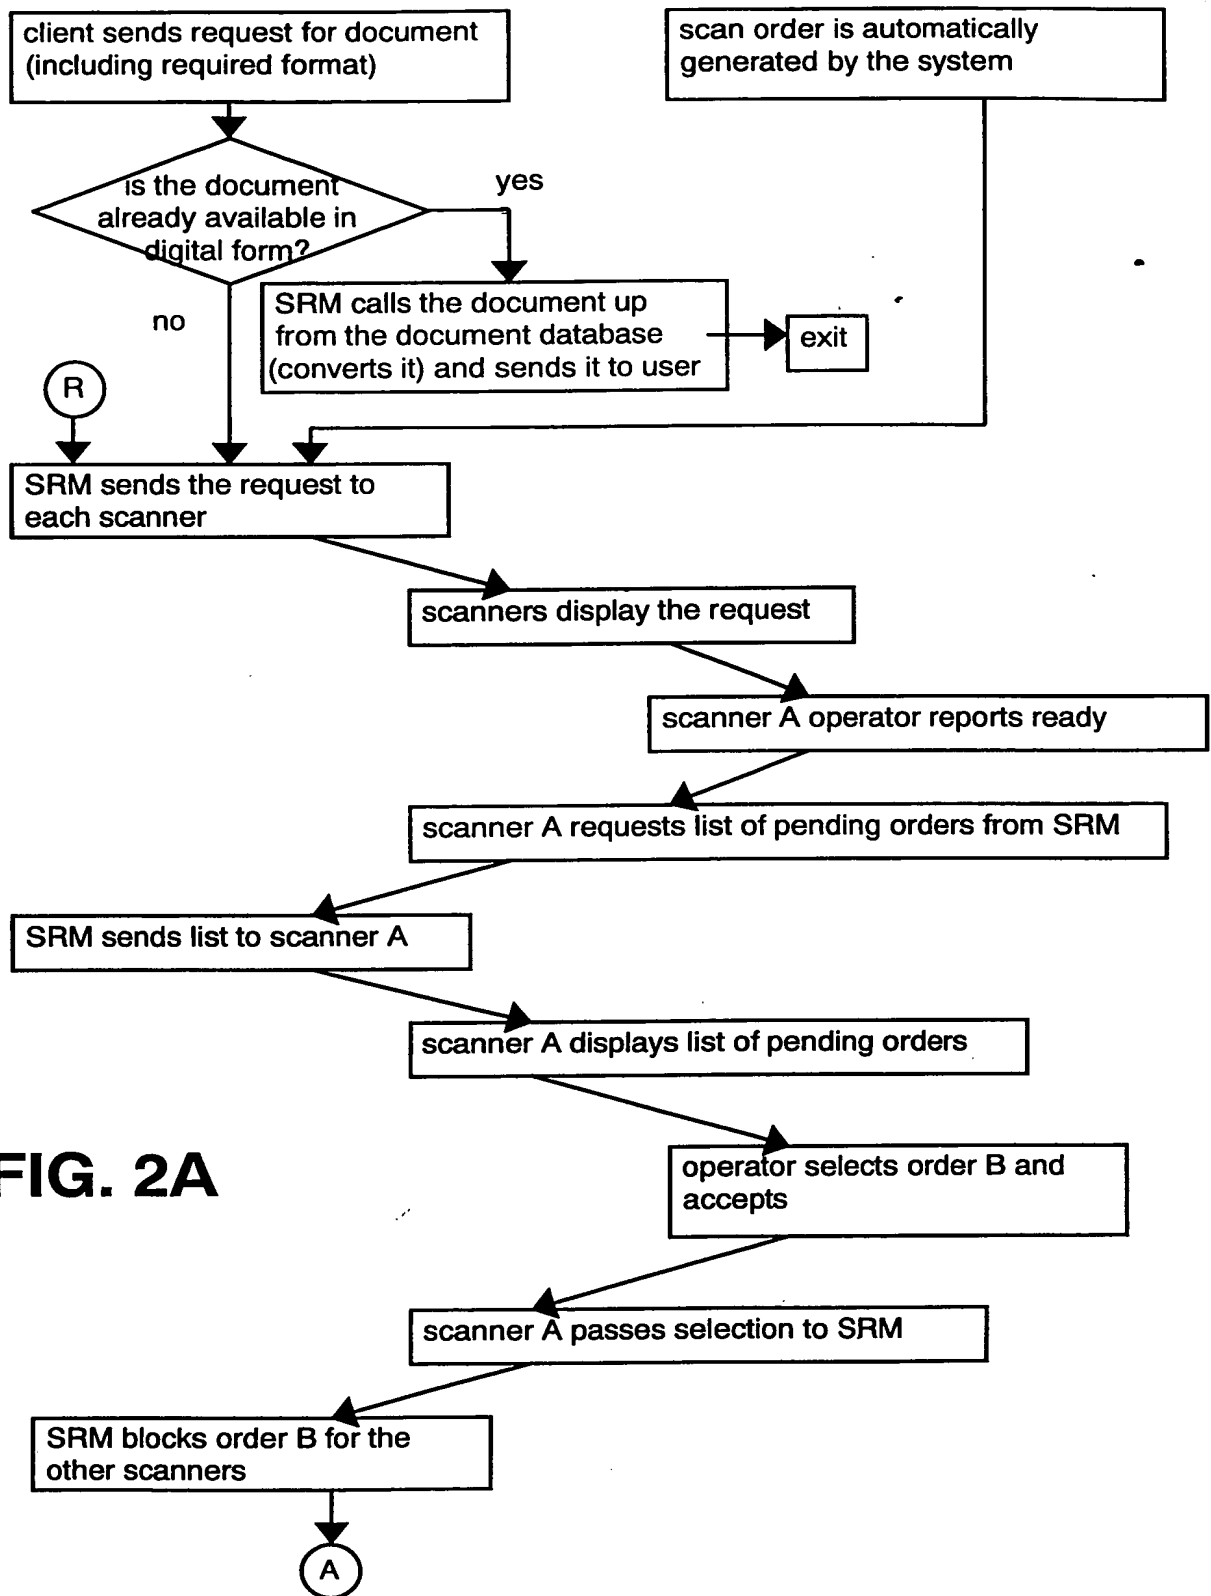 client sends request for document
(including required format)
scan order is automatically
generated by the system
is the document
already available in
digital form?
yes
no
SRM calls the document up
from the document database
(converts it) and sends it to user
exit
R
SRM sends the request to
each scanner
scanners display the request
scanner A operator reports ready
scanner A requests list of pending orders from SRM
SRM sends list to scanner A
scanner A displays list of pending orders
FIG. 2A
operator selects order B and
accepts
scanner A passes selection to SRM
SRM blocks order B for the
other scanners
A